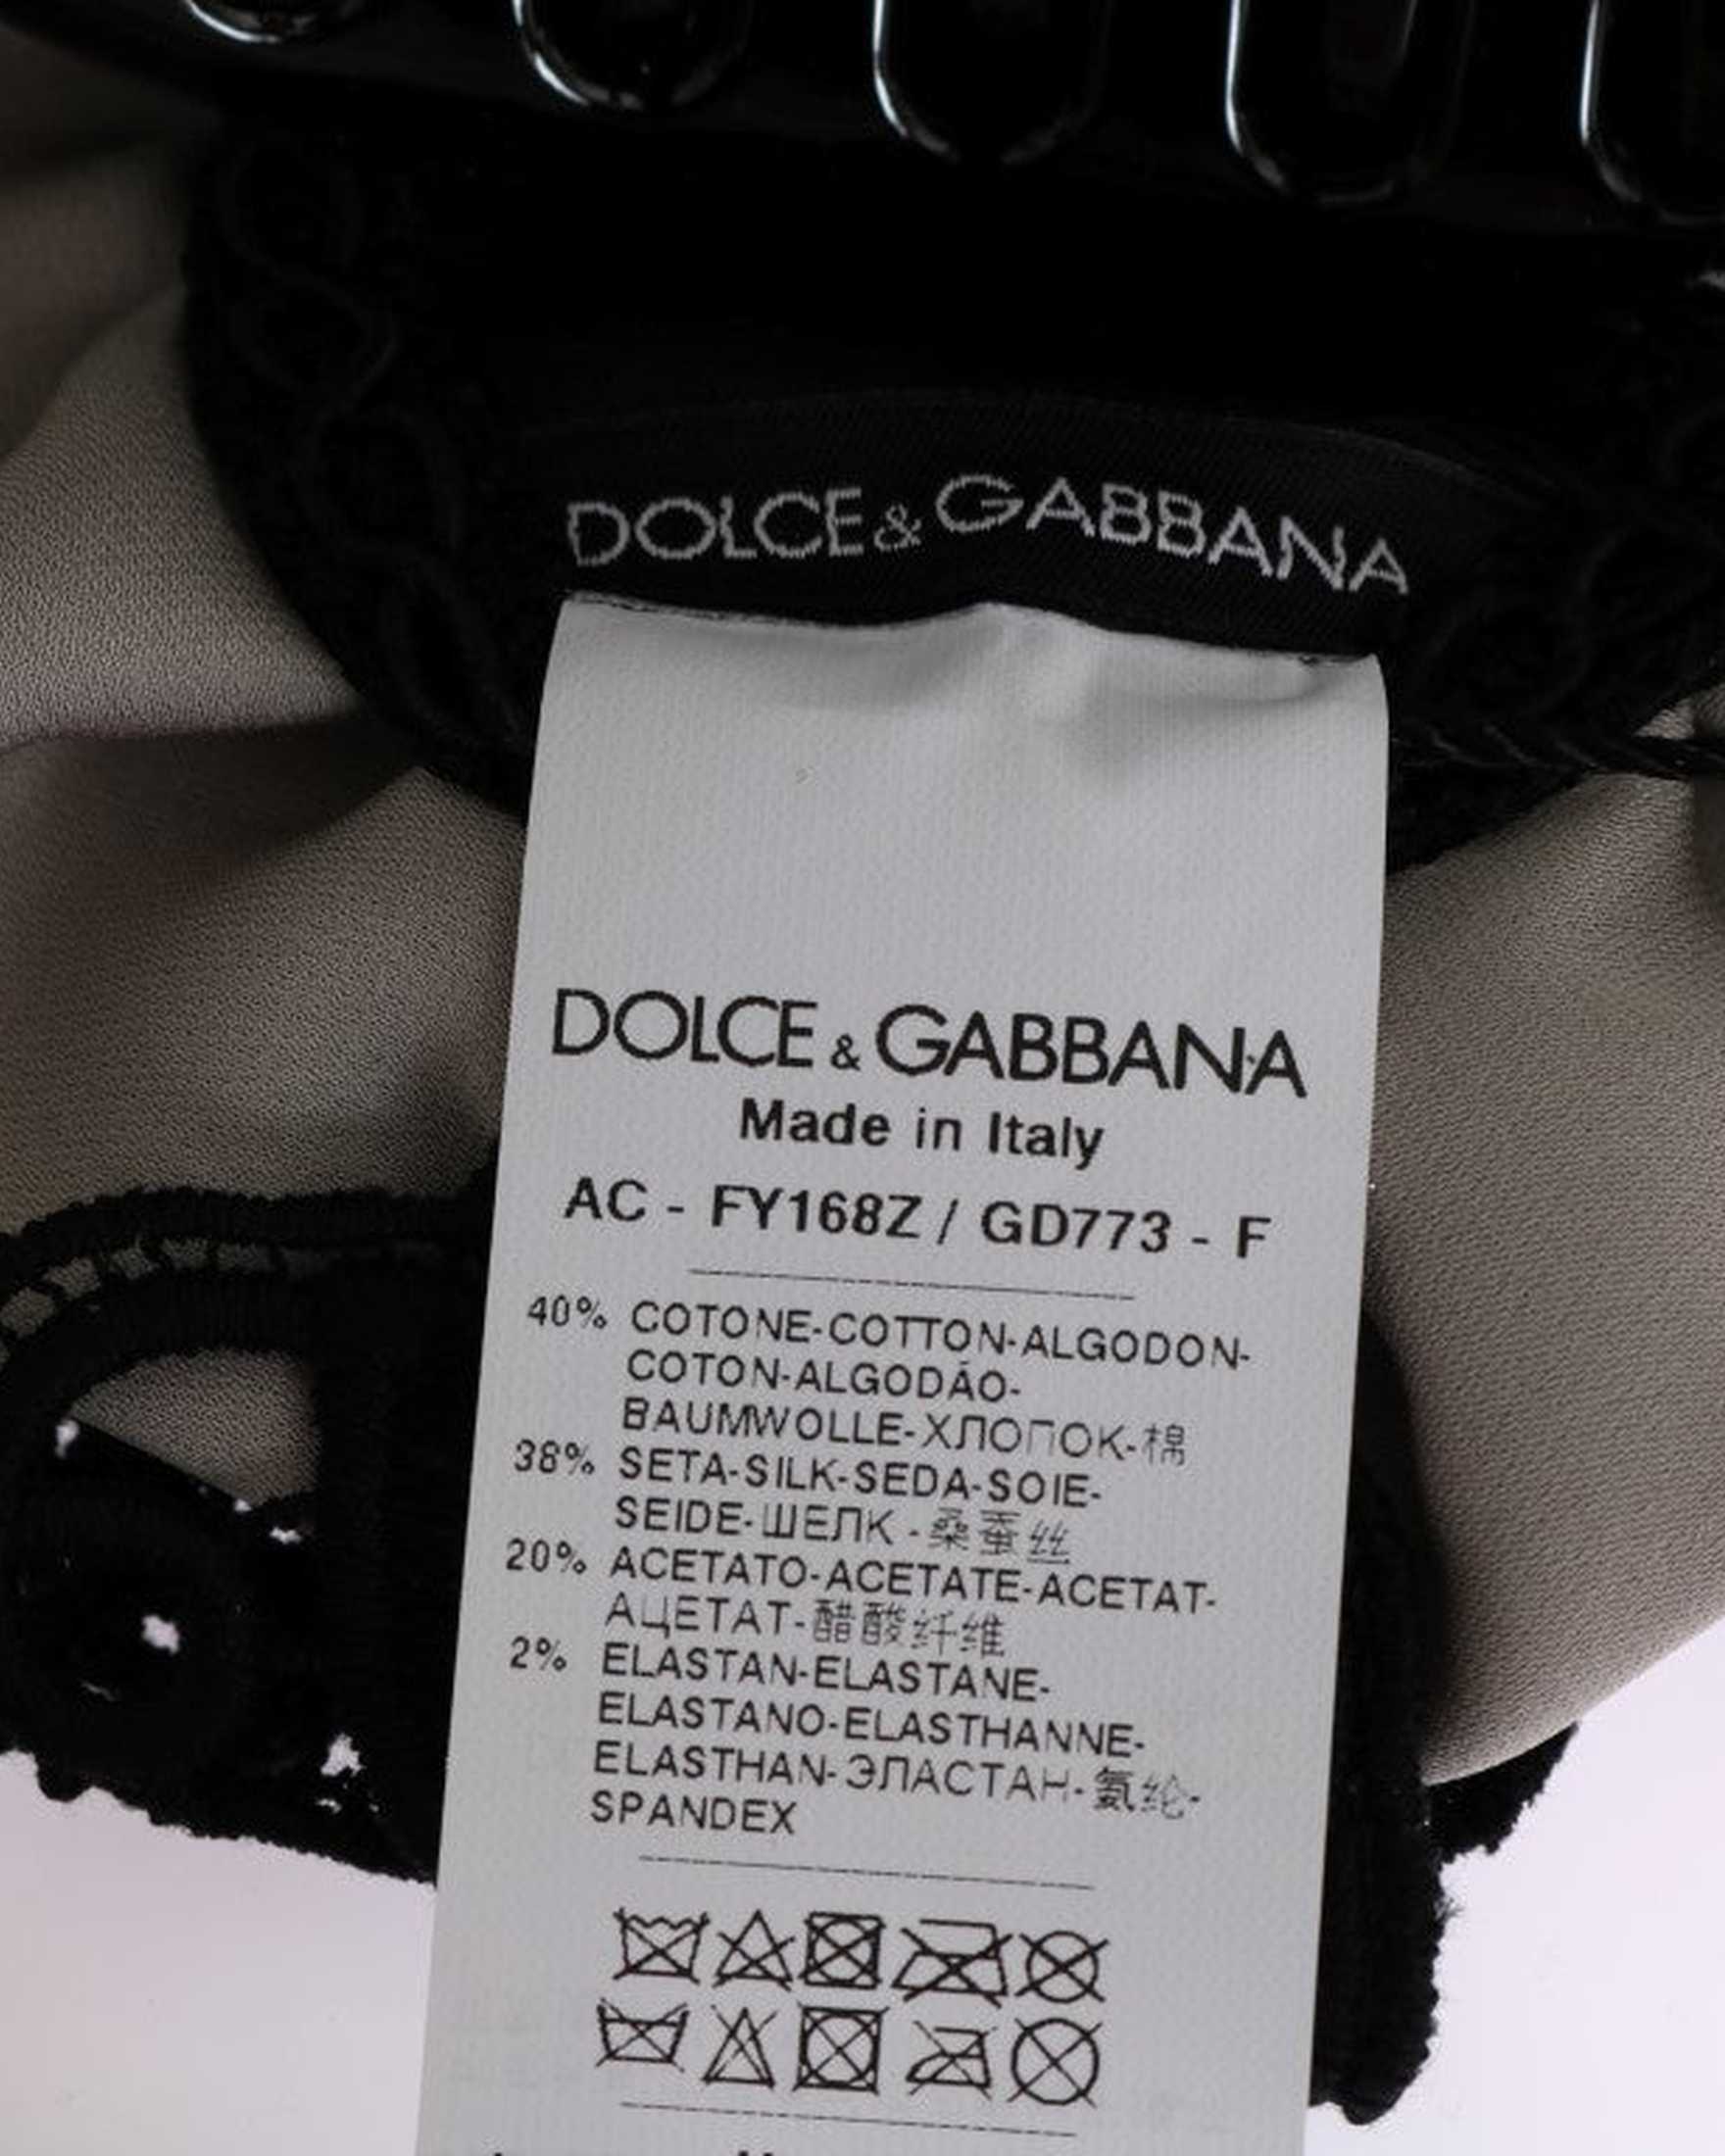 DOLCE & GABBANA
DOLCE & GABBANA
Made in Italy
AC - FY168Z / GD773 - F
40% COTONE-COTTON-ALGODON-
COTON-ALGODÃO-
BAUMWOLLE-ХЛОПОК-棉
38% SETA-SILK-SEDA-SOIE-
SEIDE-ШЕЛК -桑蚕丝
20% ACETATO-ACETATE-ACETAT-
АЦЕТАТ-醋酸纤维
2% ELASTAN-ELASTANE-
ELASTANO-ELASTHANNE-
ELASTHAN-ЭЛАСТАН-氨纶-
SPANDEX